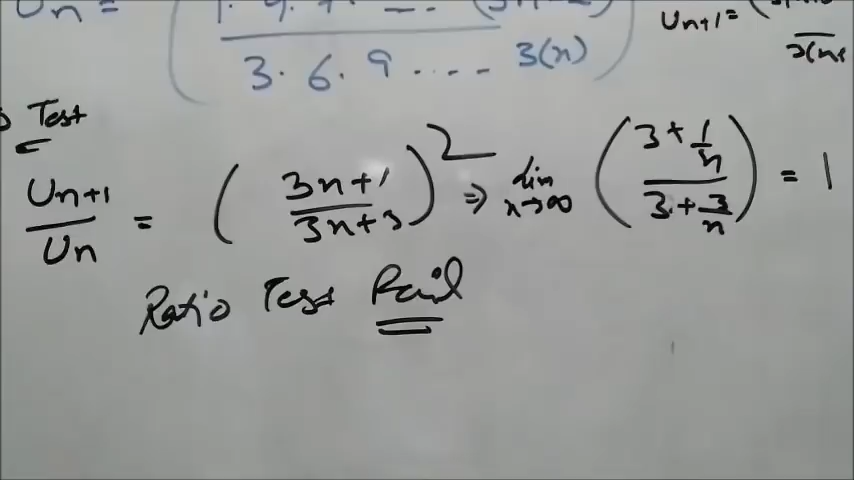 Un =
3 · 6 · 9 .... 3(n)
Un+1 =
Test
Un+1 / Un = ( 3n+1 / 3n+3 )² ⇒ lim n→∞ ( 3 + 1/n / 3 + 3/n ) = 1
Ratio Test Fail